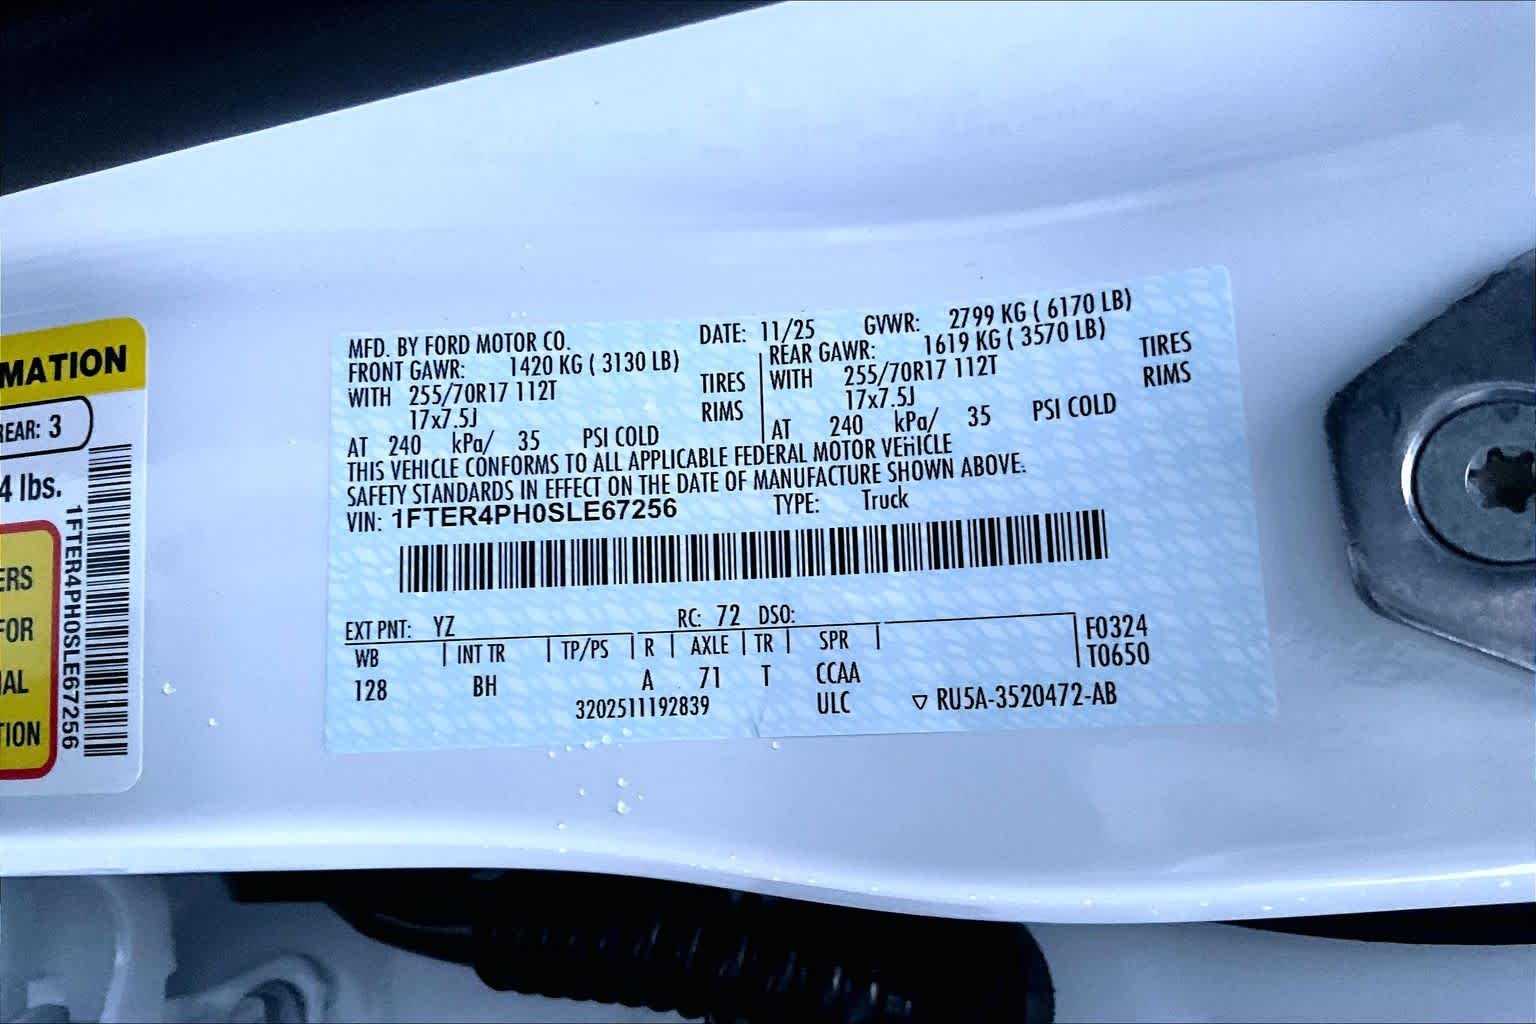 MATION
REAR: 3
4 lbs.
ERS
FOR
IAL
TION
1FTER4PH0SLE67256
MFD. BY FORD MOTOR CO.
DATE: 11/25 GVWR: 2799 KG ( 6170 LB)
FRONT GAWR: 1420 KG ( 3130 LB)
REAR GAWR: 1619 KG ( 3570 LB)
WITH 255/70R17 112T TIRES
WITH 255/70R17 112T TIRES
17x7.5J RIMS
17x7.5J RIMS
AT 240 kPa/ 35 PSI COLD
AT 240 kPa/ 35 PSI COLD
THIS VEHICLE CONFORMS TO ALL APPLICABLE FEDERAL MOTOR VEHICLE
SAFETY STANDARDS IN EFFECT ON THE DATE OF MANUFACTURE SHOWN ABOVE.
VIN: 1FTER4PH0SLE67256 TYPE: Truck
EXT PNT: YZ RC: 72 DSO:
WB | INT TR | TP/PS | R | AXLE | TR | SPR | F0324
128 BH A 71 T CCAA T0650
3202511192839 ULC ▽ RU5A-3520472-AB